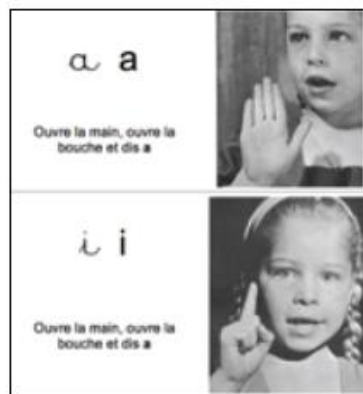 a a
Ouvre la main, ouvre la
bouche et dis a
i i
Ouvre la main, ouvre la
bouche et dis a